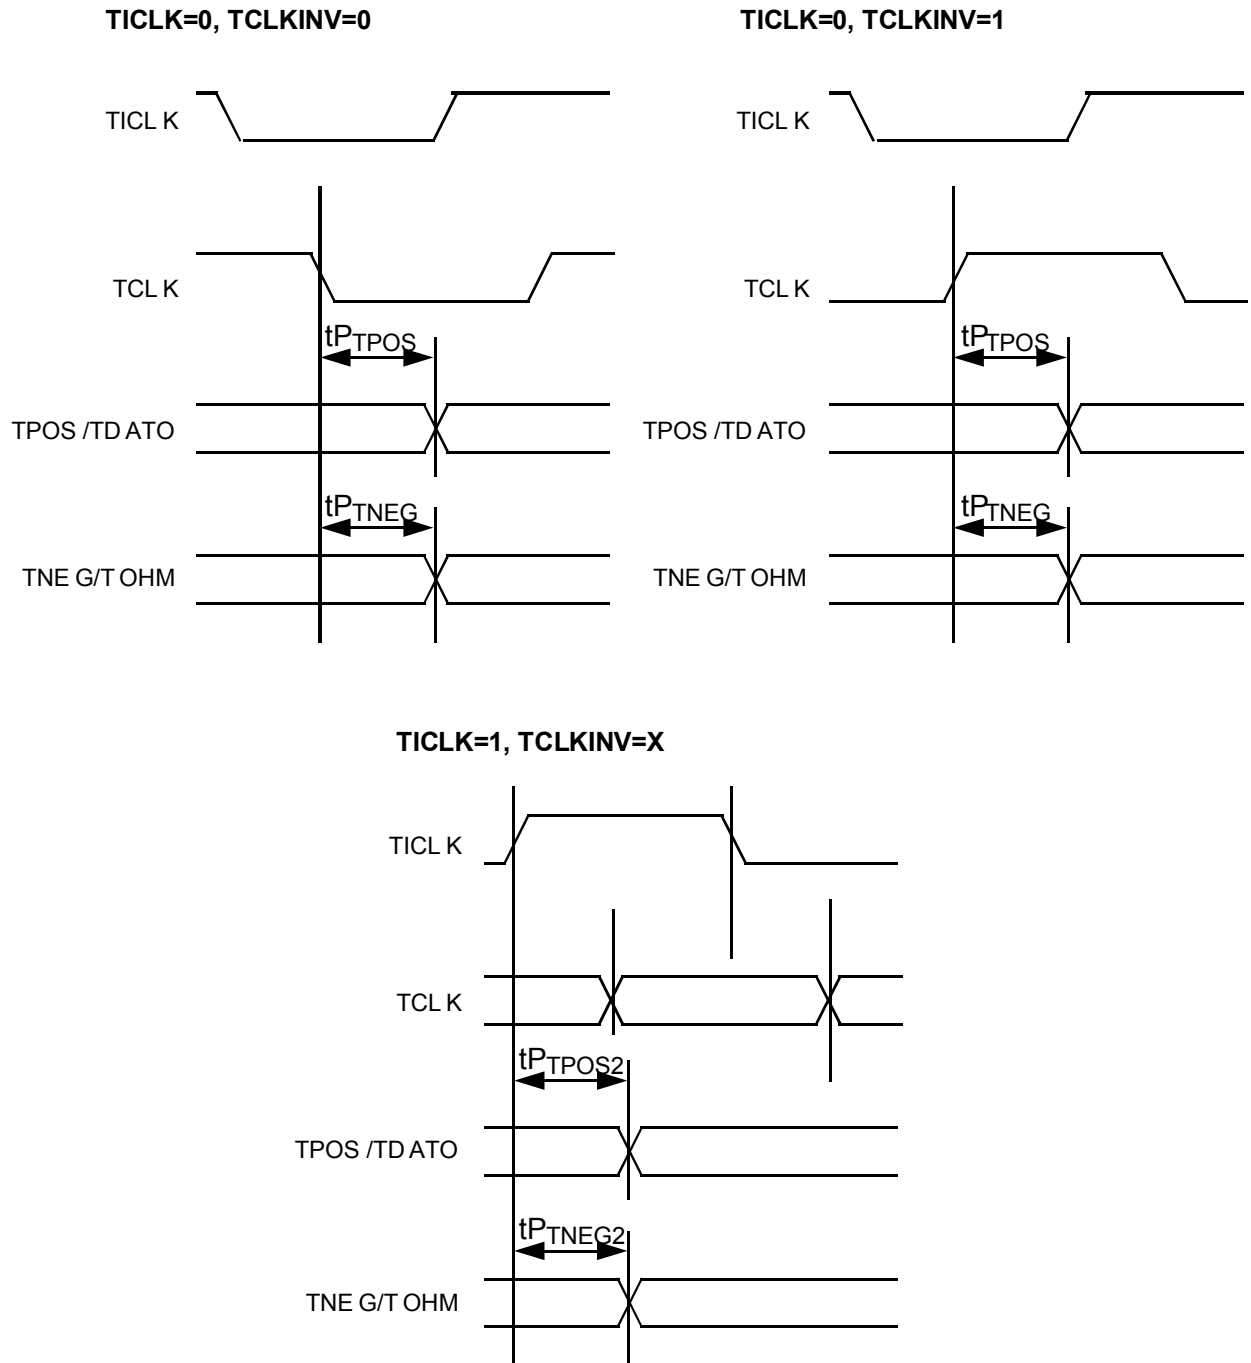 TICLK=0, TCLKINV=0
TICL K
TCL K
tPTPOS
TPOS /TD ATO
tPTNEG
TNE G/T OHM
TICLK=0, TCLKINV=1
TICL K
TCL K
tPTPOS
TPOS /TD ATO
tPTNEG
TNE G/T OHM
TICLK=1, TCLKINV=X
TICL K
TCL K
tPTPOS2
TPOS /TD ATO
tPTNEG2
TNE G/T OHM